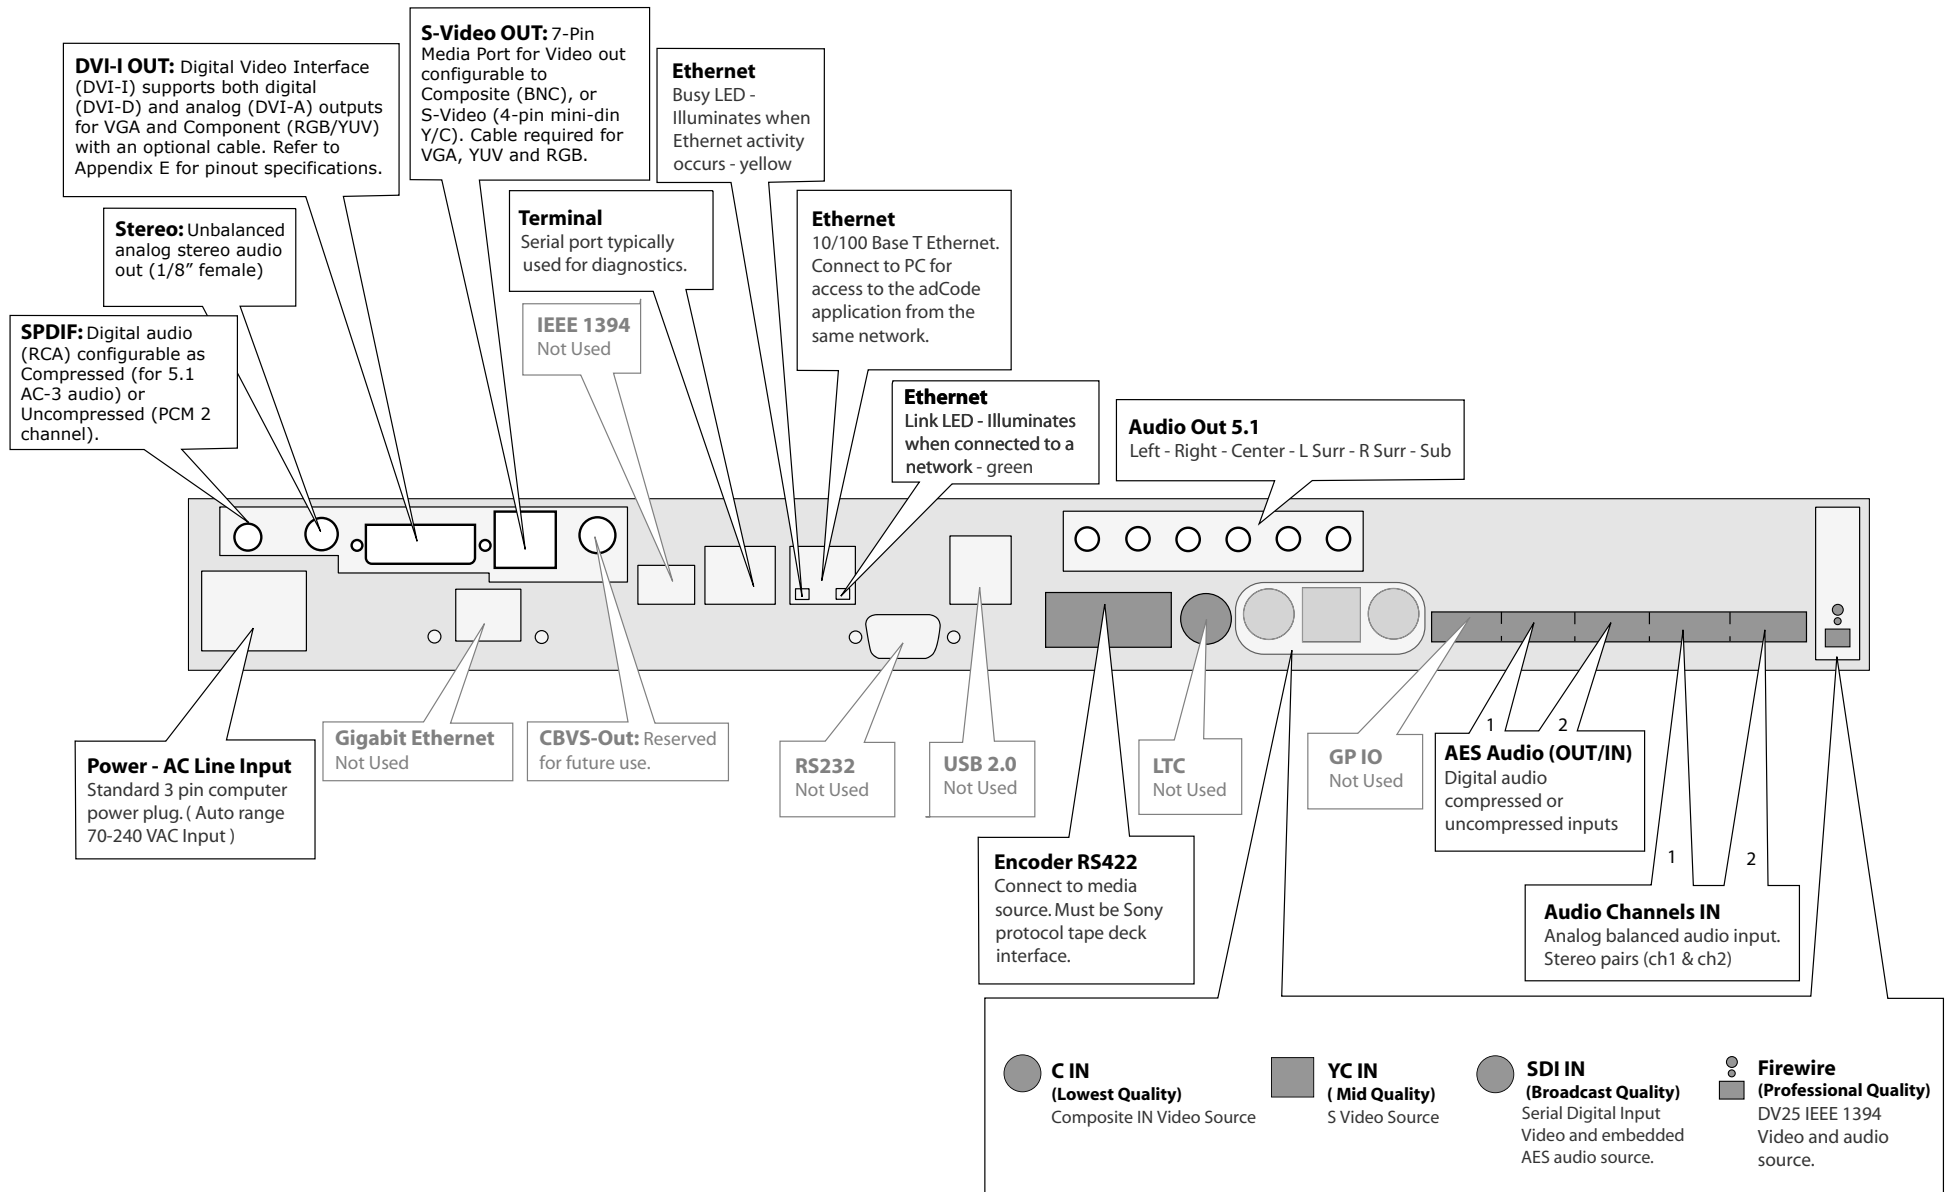 S-Video OUT: 7-Pin
Media Port for Video out
configurable to
Composite (BNC), or
S-Video (4-pin mini-din
Y/C). Cable required for
VGA, YUV and RGB.
DVI-I OUT: Digital Video Interface
(DVI-I) supports both digital
(DVI-D) and analog (DVI-A) outputs
for VGA and Component (RGB/YUV)
with an optional cable. Refer to
Appendix E for pinout specifications.
Ethernet
Busy LED -
Illuminates when
Ethernet activity
occurs - yellow
Stereo: Unbalanced
analog stereo audio
out (1/8” female)
Terminal
Serial port typically
used for diagnostics.
Ethernet
10/100 Base T Ethernet.
Connect to PC for
access to the adCode
application from the
same network.
SPDIF: Digital audio
(RCA) configurable as
Compressed (for 5.1
AC-3 audio) or
Uncompressed (PCM 2
channel).
IEEE 1394
Not Used
Ethernet
Link LED - Illuminates
when connected to a
network - green
Audio Out 5.1
Left - Right - Center - L Surr - R Surr - Sub
Power - AC Line Input
Standard 3 pin computer
power plug. ( Auto range
70-240 VAC Input )
Gigabit Ethernet
Not Used
CBVS-Out: Reserved
for future use.
RS232
Not Used
USB 2.0
Not Used
LTC
Not Used
GP IO
Not Used
1
2
AES Audio (OUT/IN)
Digital audio
compressed or
uncompressed inputs
Encoder RS422
Connect to media
source. Must be Sony
protocol tape deck
interface.
1
2
Audio Channels IN
Analog balanced audio input.
Stereo pairs (ch1 & ch2)
C IN
(Lowest Quality)
Composite IN Video Source
YC IN
( Mid Quality)
S Video Source
SDI IN
(Broadcast Quality)
Serial Digital Input
Video and embedded
AES audio source.
Firewire
(Professional Quality)
DV25 IEEE 1394
Video and audio
source.